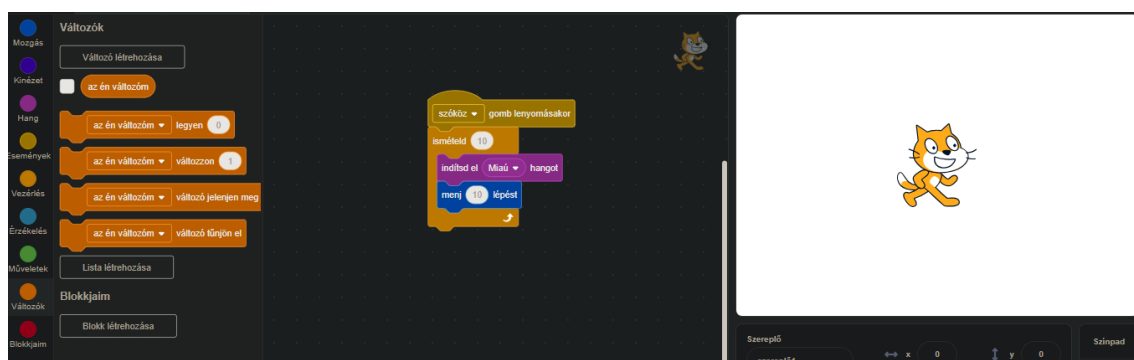 Mozgás
Kinézet
Hang
Események
Vezérlés
Érzékelés
Műveletek
Változók
Blokkjaim
Változók
Változó létrehozása
az én változóm
az én változóm legyen 0
az én változóm változzon 1
az én változóm változó jelenjen meg
az én változóm változó tűnjön el
Lista létrehozása
Blokkjaim
Blokk létrehozása
szóköz gomb lenyomásakor
ismételd 10
indítsd el Miaú hangot
menj 10 lépést
Szereplő
x 0 y 0
Színpad